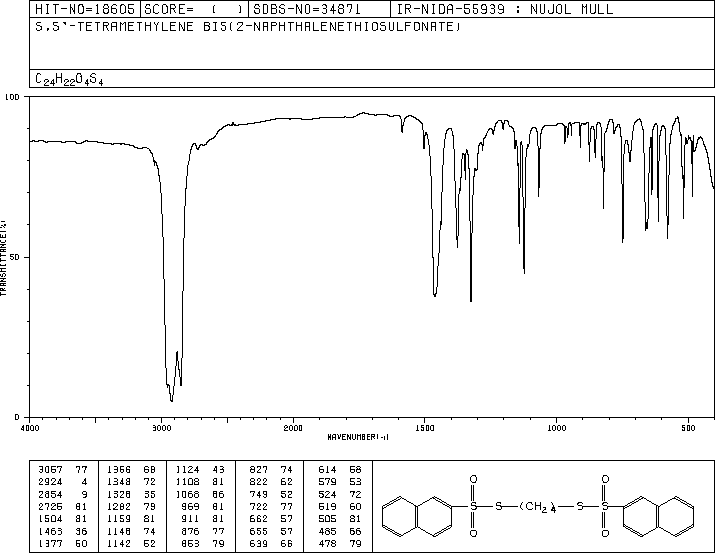 HIT-NO=18605 SCORE= ( ) SDBS-NO=34871 IR-NIDA-55939 : NUJOL MULL
S,S'-TETRAMETHYLENE BIS(2-NAPHTHALENETHIOSULFONATE)
C24H22O4S4
100
50
0
TRANSMITTANCE(%)
4000 3000 2000 1500 1000 500
WAVENUMBER(-1)
3067 77 1366 68 1124 43 827 74 614 58
2924 4 1348 72 1108 81 822 62 579 53
2854 9 1328 35 1068 66 749 52 524 72
2726 81 1282 79 969 81 722 77 519 60
1504 81 1159 81 911 81 662 57 505 81
1463 36 1148 74 876 77 655 57 485 66
1377 50 1142 52 853 79 639 66 478 79
O O
S S (CH2)4 S S
O O